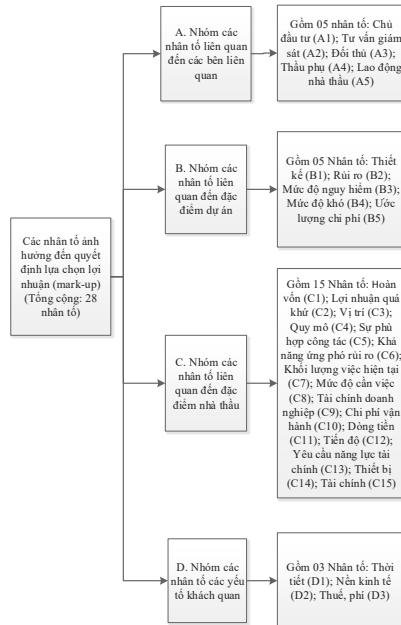 A. Nhóm các
nhân tố liên quan
đến các bên liên
quan
Gồm 05 nhân tố: Chủ
đầu tư (A1); Tư vấn giám
sát (A2); Đối thủ (A3);
Thầu phụ (A4); Lao động
nhà thầu (A5)
B. Nhóm các
nhân tố liên
quan đến đặc
điểm dự án
Gồm 05 Nhân tố: Thiết
kế (B1); Rủi ro (B2);
Mức độ nguy hiểm (B3);
Mức độ khó (B4); Ước
lượng chi phí (B5)
Các nhân tố ảnh
hưởng đến quyết
định lựa chọn lợi
nhuận (mark-up)
(Tổng cộng: 28
nhân tố)
C. Nhóm các
nhân tố liên
quan đến đặc
điểm nhà thầu
Gồm 15 Nhân tố: Hoàn
vốn (C1); Lợi nhuận quá
khứ (C2); Vị trí (C3);
Quy mô (C4); Sự phù
hợp công tác (C5); Khả
năng ứng phó rủi ro (C6);
Khối lượng việc hiện tại
(C7); Mức độ cần việc
(C8); Tài chính doanh
nghiệp (C9); Chi phí vận
hành (C10); Dòng tiền
(C11); Tiến độ (C12);
Yêu cầu năng lực tài
chính (C13); Thiết bị
(C14); Tài chính (C15)
D. Nhóm các
nhân tố các yếu
tố khách quan
Gồm 03 Nhân tố: Thời
tiết (D1); Nền kinh tế
(D2); Thuế, phí (D3)